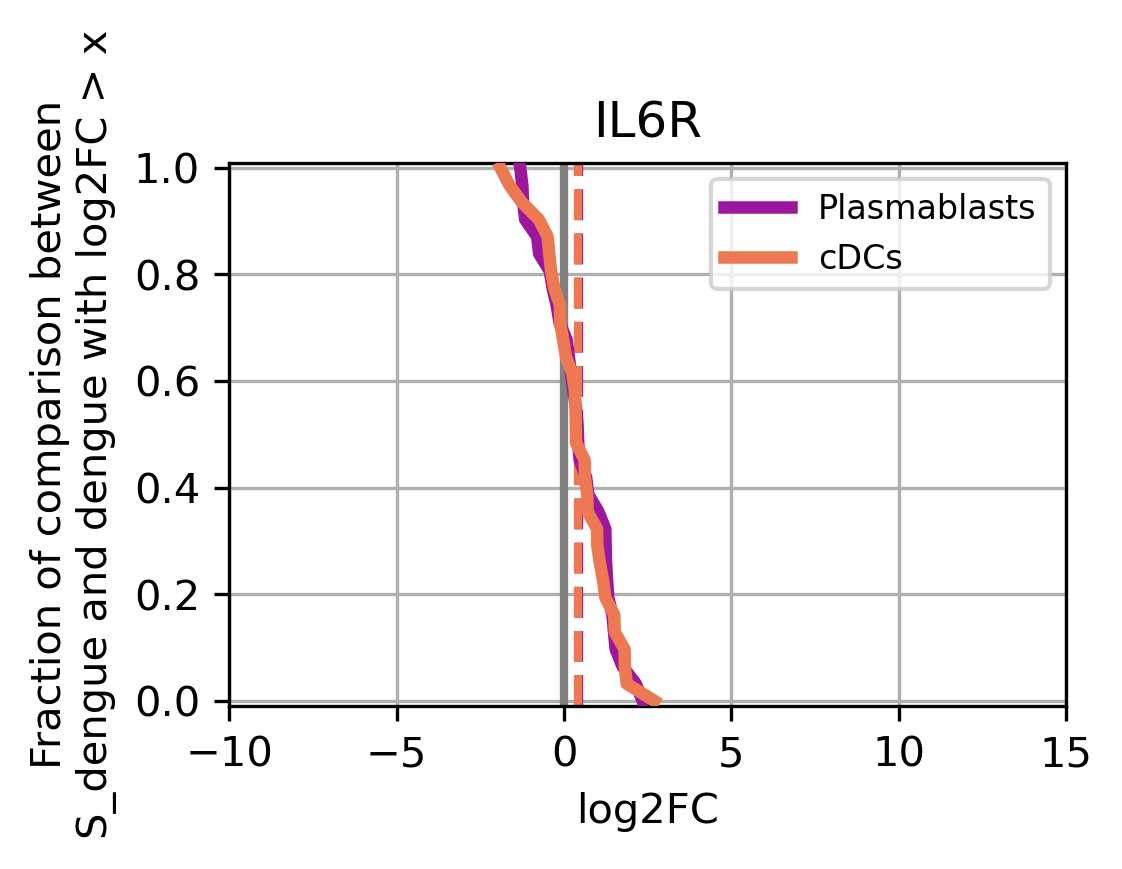 IL6R
Fraction of comparison between
S_dengue and dengue with log2FC > x
1.0
0.8
0.6
0.4
0.2
0.0
Plasmablasts
cDCs
−10
−5
0
5
10
15
log2FC